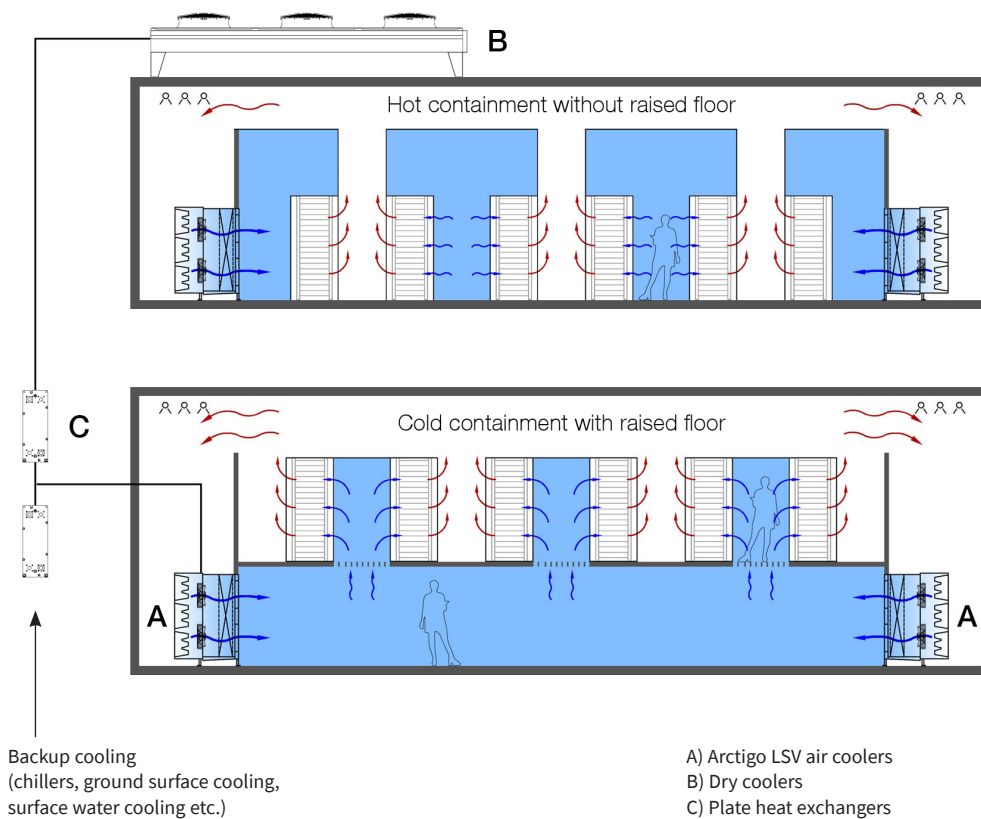 B
Hot containment without raised floor
C
Cold containment with raised floor
A
A
Backup cooling
(chillers, ground surface cooling,
surface water cooling etc.)
A) Arctigo LSV air coolers
B) Dry coolers
C) Plate heat exchangers